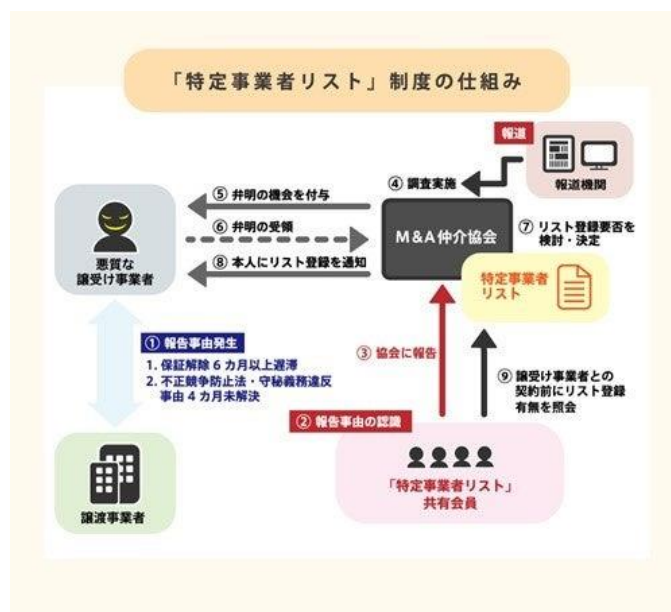 「特定事業者リスト」制度の仕組み
報道
報道機関
④ 調査実施
⑤ 弁明の機会を付与
⑥ 弁明の受領
⑧ 本人にリスト登録を通知
M&A仲介協会
⑦ リスト登録要否を
検討・決定
特定事業者
リスト
悪質な
譲受け事業者
① 報告事由発生
1. 保証解除 6 カ月以上遅滞
2. 不正競争防止法・守秘義務違反
事由 4 カ月未解決
③ 協会に報告
⑨ 譲受け事業者との
契約前にリスト登録
有無を照会
② 報告事由の認識
「特定事業者リスト」
共有会員
譲渡事業者